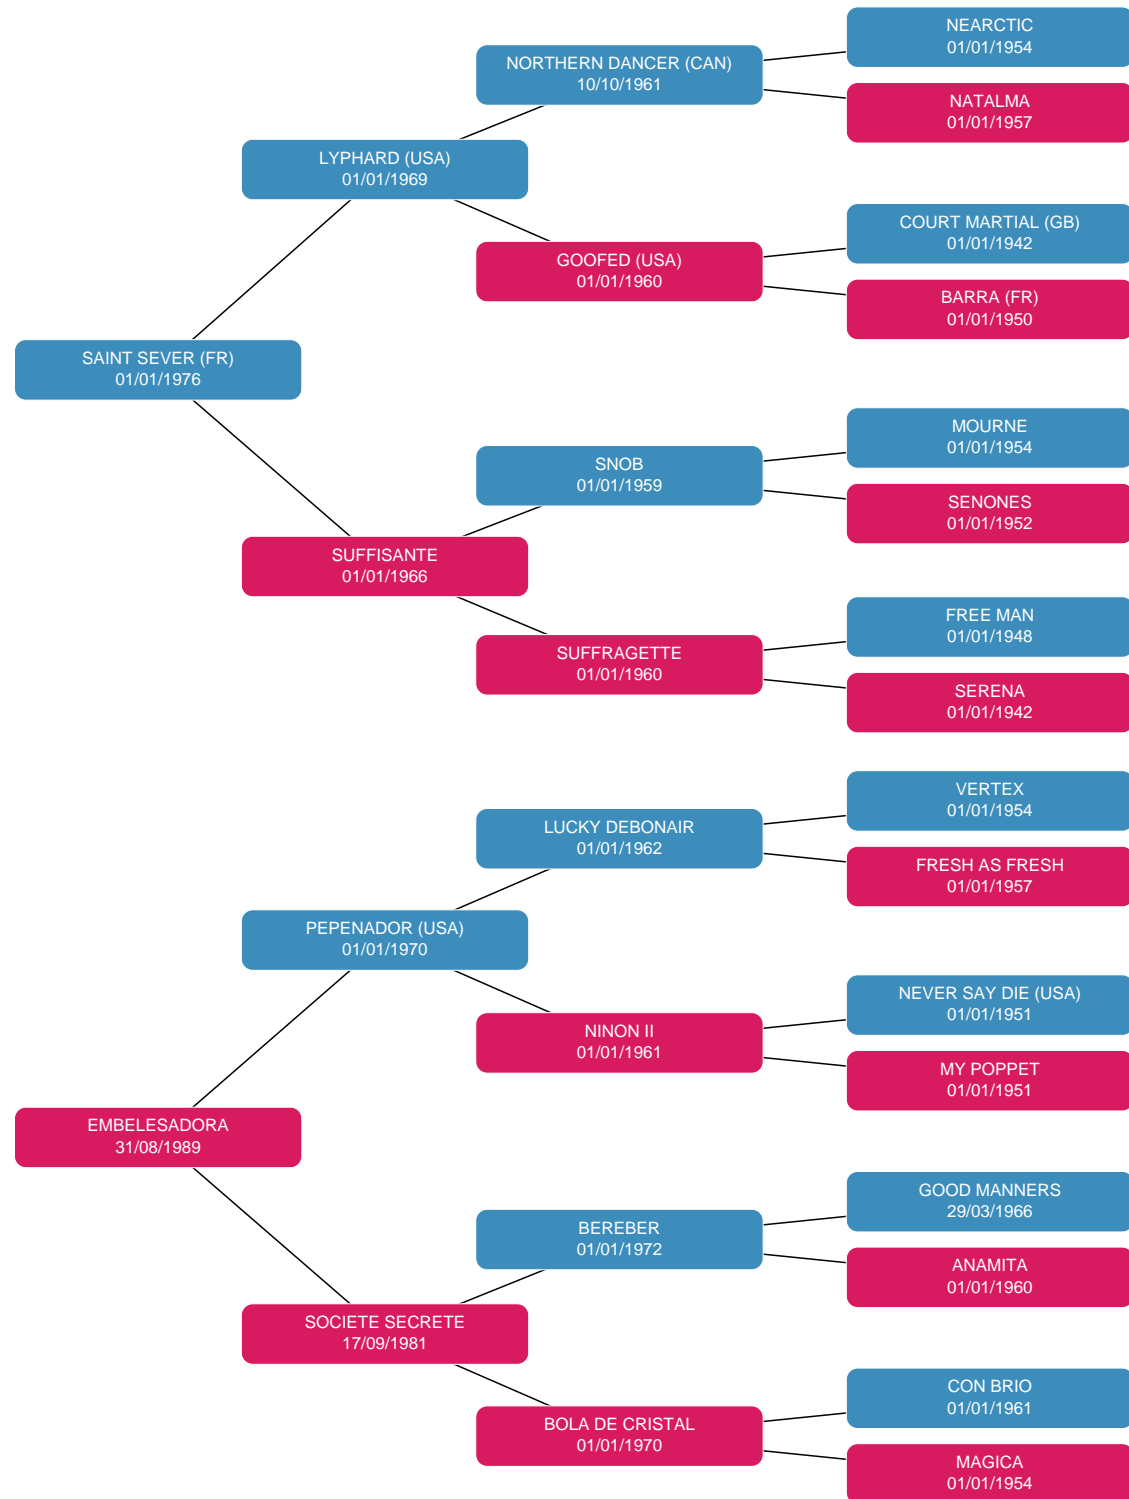 NEARCTIC
01/01/1954
NORTHERN DANCER (CAN)
10/10/1961
NATALMA
01/01/1957
LYPHARD (USA)
01/01/1969
COURT MARTIAL (GB)
01/01/1942
GOOFED (USA)
01/01/1960
BARRA (FR)
01/01/1950
SAINT SEVER (FR)
01/01/1976
MOURNE
01/01/1954
SNOB
01/01/1959
SENONES
01/01/1952
SUFFISANTE
01/01/1966
FREE MAN
01/01/1948
SUFFRAGETTE
01/01/1960
SERENA
01/01/1942
VERTEX
01/01/1954
LUCKY DEBONAIR
01/01/1962
FRESH AS FRESH
01/01/1957
PEPENADOR (USA)
01/01/1970
NEVER SAY DIE (USA)
01/01/1951
NINON II
01/01/1961
MY POPPET
01/01/1951
EMBELESADORA
31/08/1989
GOOD MANNERS
29/03/1966
BEREBER
01/01/1972
ANAMITA
01/01/1960
SOCIETE SECRETE
17/09/1981
CON BRIO
01/01/1961
BOLA DE CRISTAL
01/01/1970
MAGICA
01/01/1954